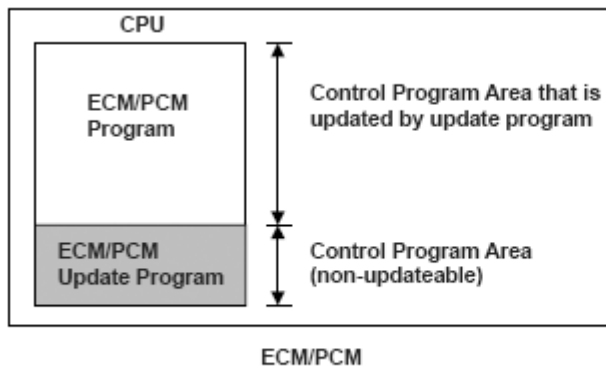 CPU
ECM/PCM
Program
Control Program Area that is
updated by update program
ECM/PCM
Update Program
Control Program Area
(non-updateable)
ECM/PCM